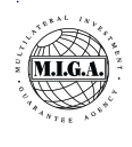 MULTILATERAL INVESTMENT
M.I.G.A.
GUARANTEE AGENCY